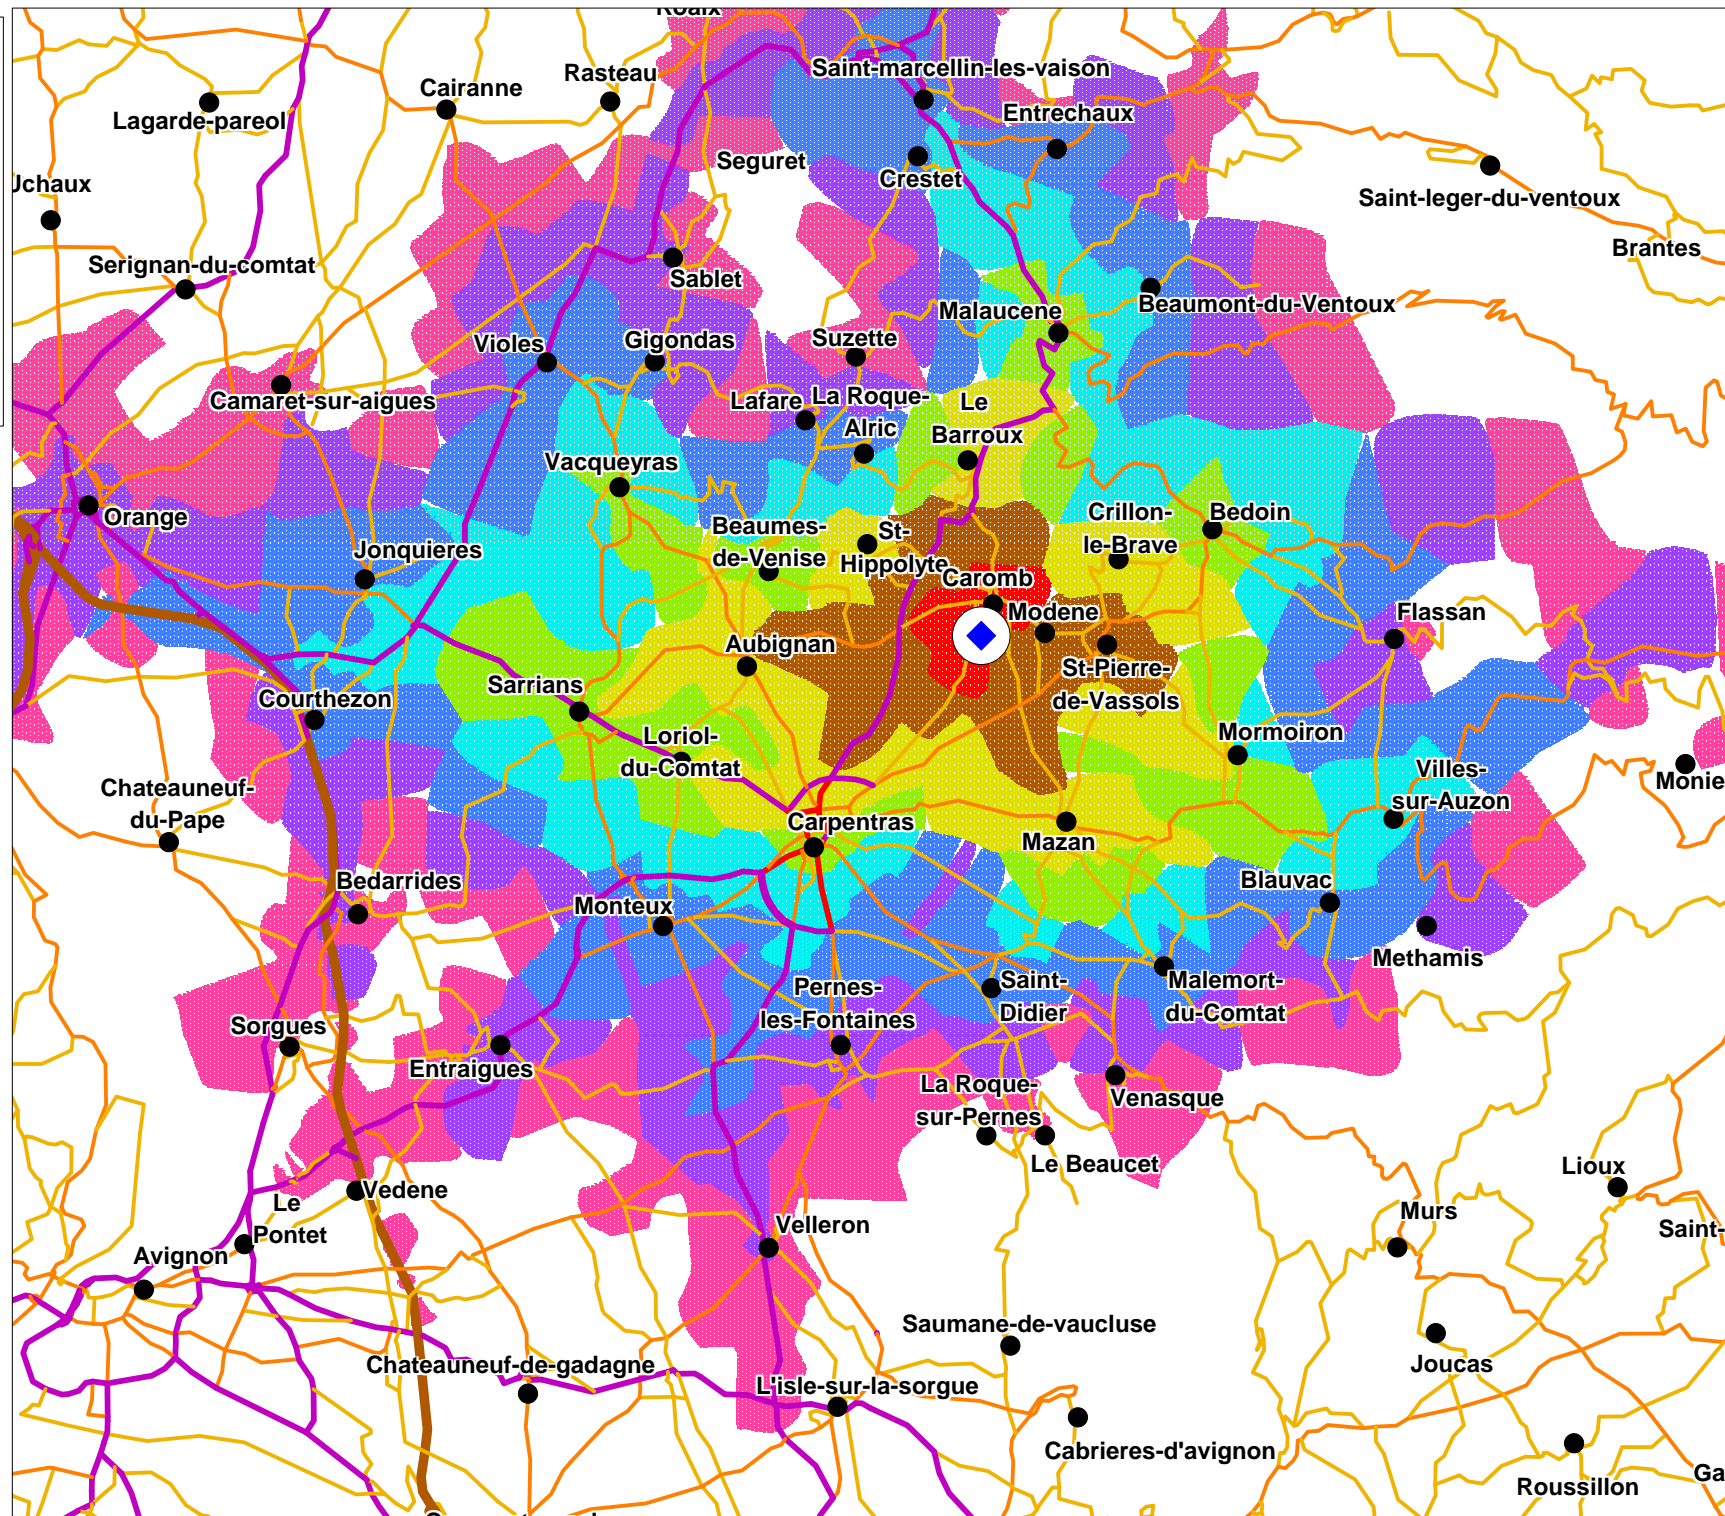 Roaix
Saint-marcellin-les-vaison
Rasteau
Cairanne
Lagarde-pareol
Entrechaux
Seguret
Crestet
Saint-leger-du-ventoux
Brantes
Serignan-du-comtat
Sablet
Malaucene
Beaumont-du-Ventoux
Violes
Gigondas
Suzette
Camaret-sur-aigues
Lafare
La Roque-
Alric
Le
Barroux
Vacqueyras
Orange
Jonquieres
Beaumes-
de-Venise
St-
Hippolyte
Crillon-
le-Brave
Bedoin
Caromb
Modene
Flassan
Aubignan
St-Pierre-
de-Vassols
Sarrians
Courthezon
Loriol-
du-Comtat
Mormoiron
Villes-
sur-Auzon
Monie
Chateauneuf-
du-Pape
Carpentras
Mazan
Bedarrides
Monteux
Blauvac
Methamis
Pernes-
les-Fontaines
Saint-
Didier
Malemort-
du-Comtat
Sorgues
Entraigues
La Roque-
sur-Pernes
Venasque
Le Beaucet
Lioux
Vedene
Le
Pontet
Murs
Saint-
Velleron
Avignon
Saumane-de-vaucluse
Joucas
Chateauneuf-de-gadagne
L'isle-sur-la-sorgue
Cabrieres-d'avignon
Roussillon
Ga